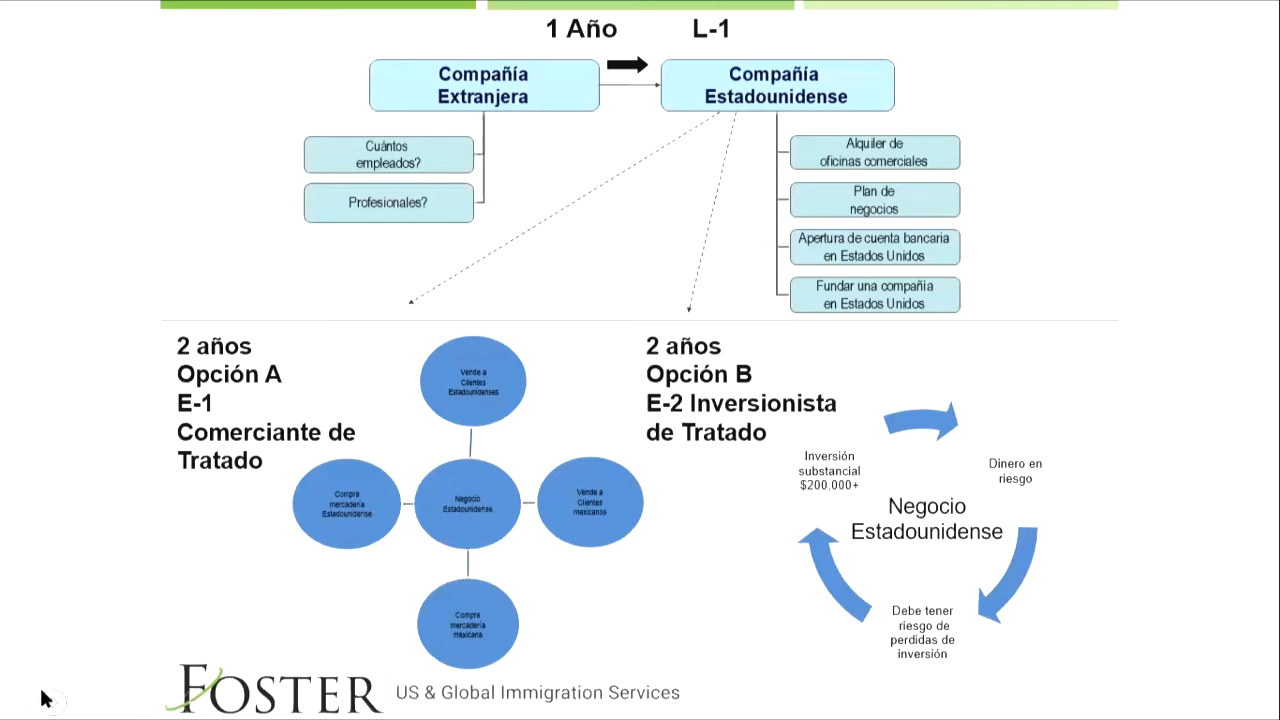 1 Año
L-1
Compañía
Extranjera
Compañía
Estadounidense
Cuántos
empleados?
Profesionales?
Alquiler de
oficinas comerciales
Plan de
negocios
Apertura de cuenta bancaria
en Estados Unidos
Fundar una compañía
en Estados Unidos
2 años
Opción A
E-1
Comerciante de
Tratado
Vende a
Clientes
Estadounidenses
Compra
mercadería
Estadounidense
Negocio
Estadounidense
Vende a
Clientes
mexicanos
Compra
mercadería
mexicana
2 años
Opción B
E-2 Inversionista
de Tratado
Inversión
substancial
$200,000+
Dinero en
riesgo
Negocio
Estadounidense
Debe tener
riesgo de
perdidas de
inversión
FOSTER
US & Global Immigration Services